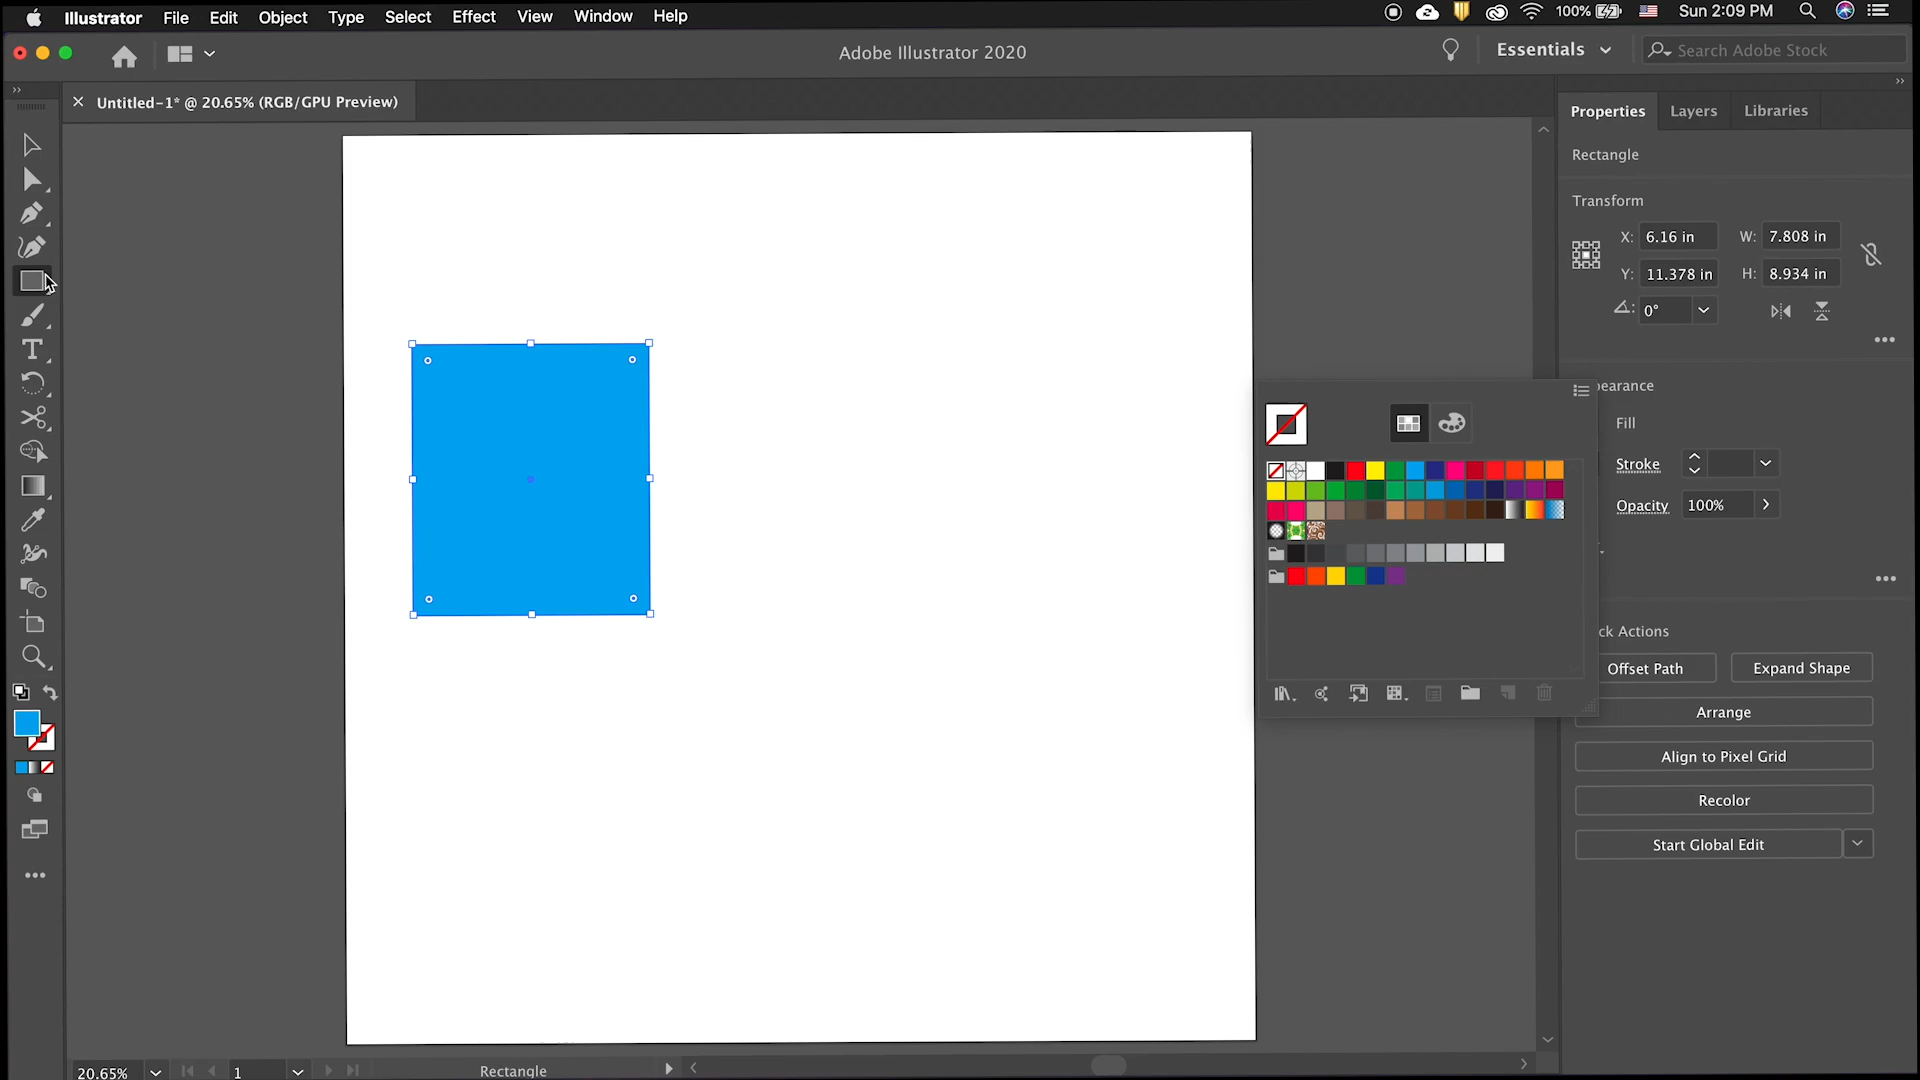 Illustrator File Edit Object Type Select Effect View Window Help
100%
Sun 2:09 PM
Adobe Illustrator 2020
Essentials
Search Adobe Stock
Untitled-1* @ 20.65% (RGB/GPU Preview)
Properties Layers Libraries
Rectangle
Transform
X: 6.16 in W: 7.808 in
Y: 11.378 in H: 8.934 in
0°
pearance
Fill
Stroke
Opacity 100%
ck Actions
Offset Path Expand Shape
Arrange
Align to Pixel Grid
Recolor
Start Global Edit
20.65% 1 Rectangle